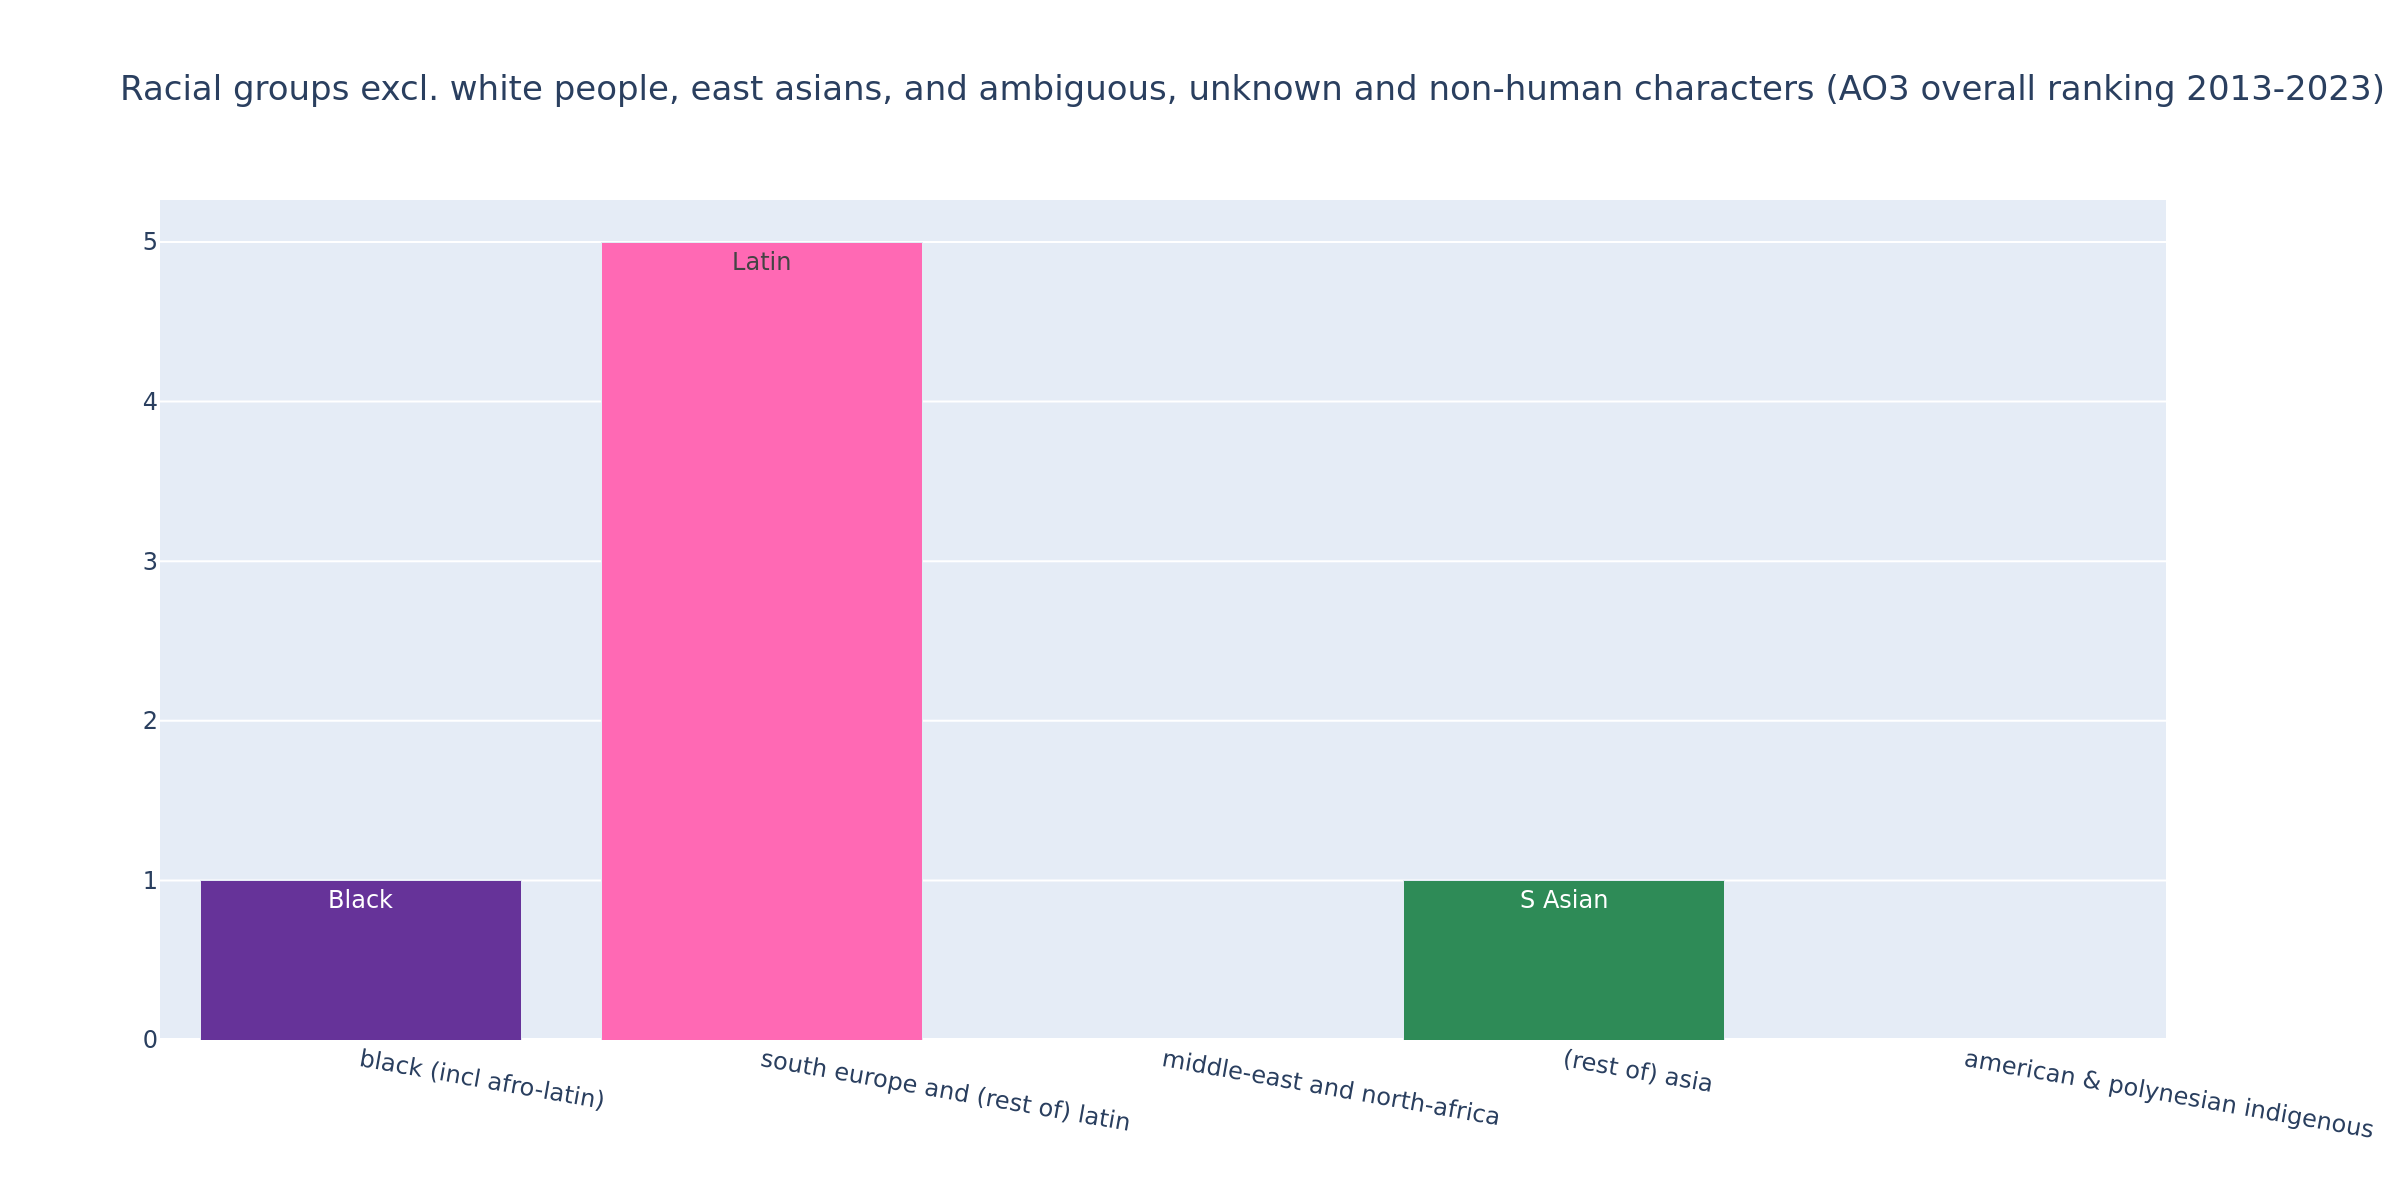 Racial groups excl. white people, east asians, and ambiguous, unknown and non-human characters (AO3 overall ranking 2013-2023)
5
Latin
4
3
2
1
Black
S Asian
0
black (incl afro-latin)
south europe and (rest of) latin
middle-east and north-africa
(rest of) asia
american & polynesian indigenous